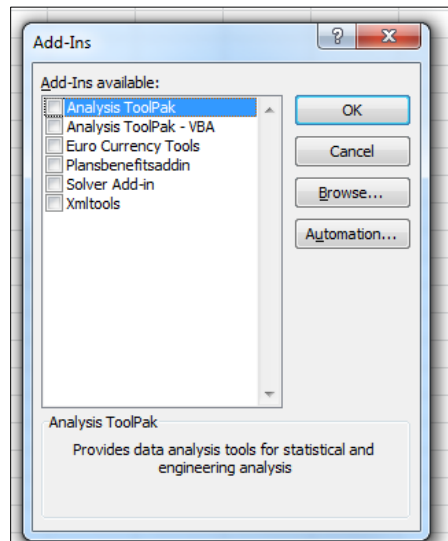 Add-Ins
?
X
Add-Ins available:
Analysis ToolPak
Analysis ToolPak - VBA
Euro Currency Tools
Plansbenefitsaddin
Solver Add-in
Xmltools
OK
Cancel
Browse...
Automation...
Analysis ToolPak
Provides data analysis tools for statistical and
engineering analysis